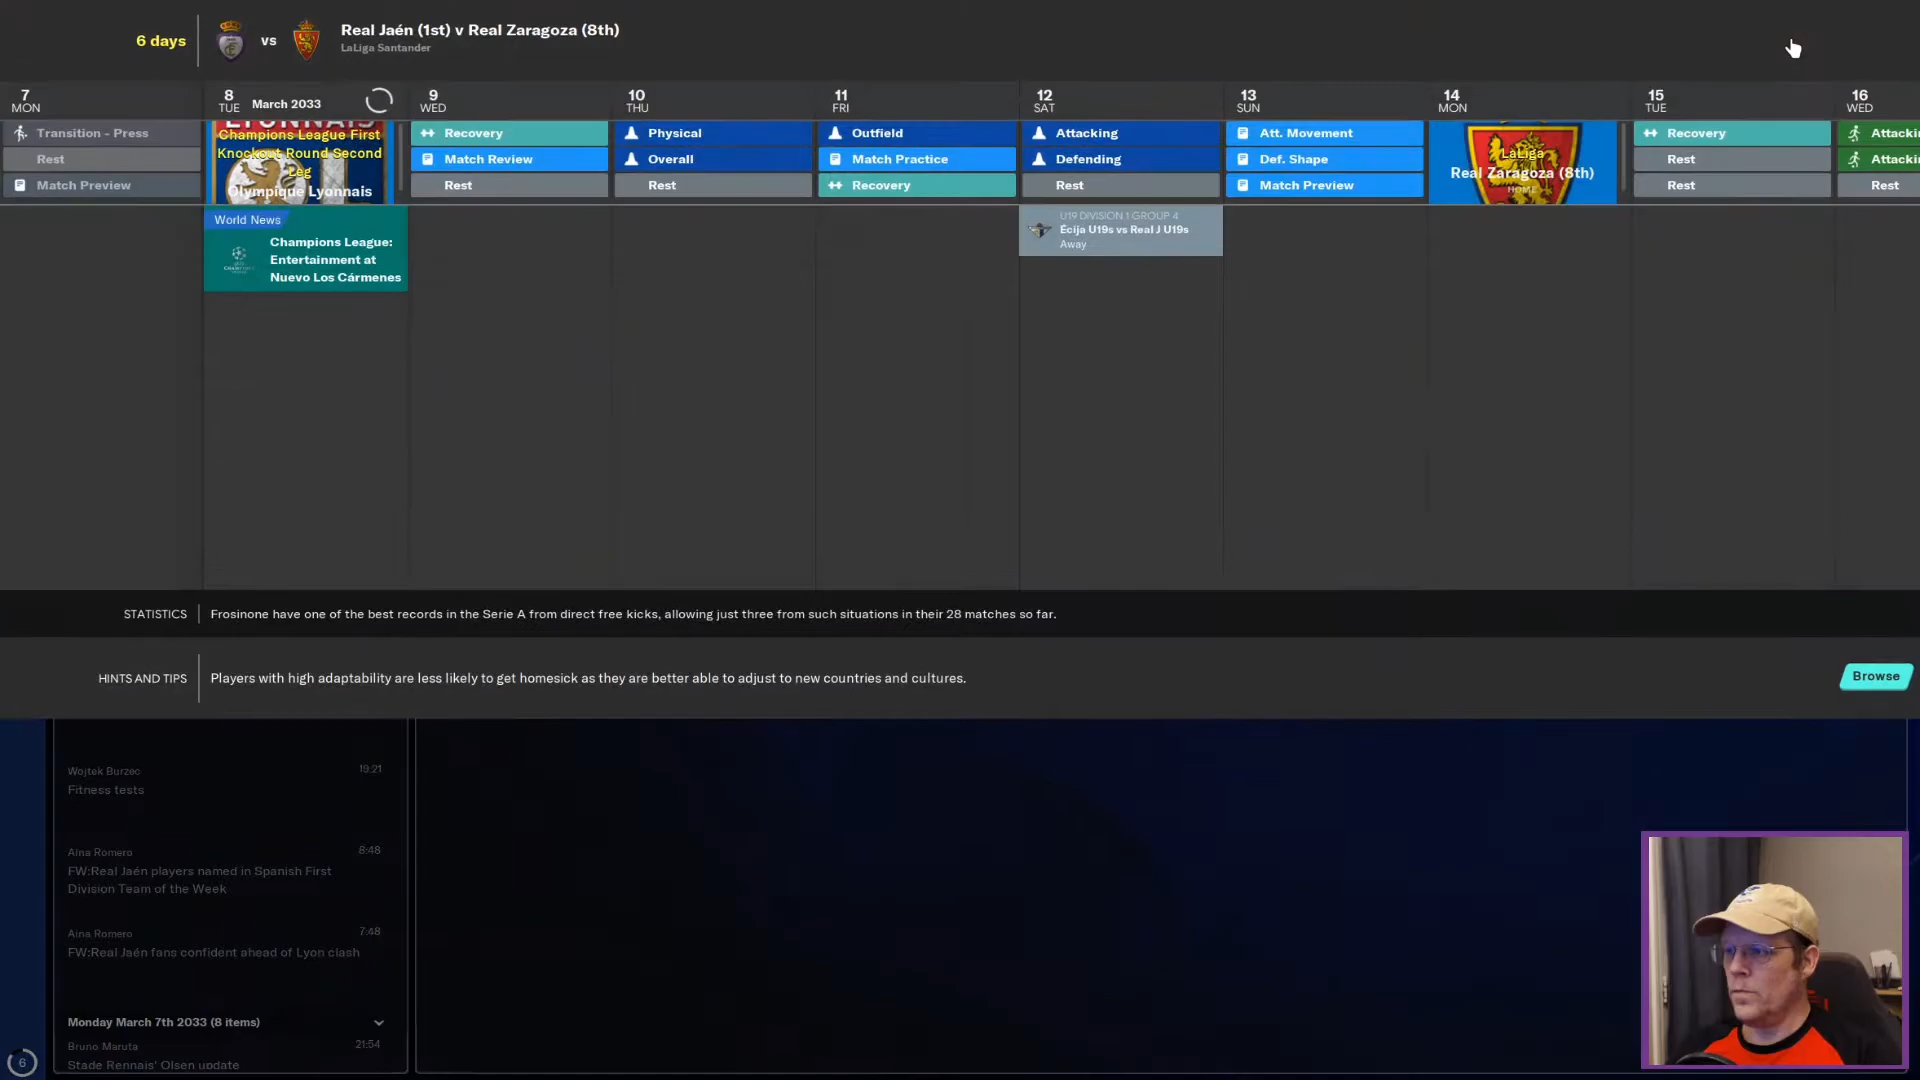 6 days
vs
Real Jaén (1st) v Real Zaragoza (8th)
LaLiga Santander
7 MON
8 TUE March 2033
9 WED
10 THU
11 FRI
12 SAT
13 SUN
14 MON
15 TUE
16 WED
Transition - Press
Rest
Match Preview
LYONNAIS
Champions League First
Knockout Round Second
Leg
Olympique Lyonnais
Recovery
Match Review
Rest
Physical
Overall
Rest
Outfield
Match Practice
Recovery
Attacking
Defending
Rest
Att. Movement
Def. Shape
Match Preview
LaLiga
Real Zaragoza (8th)
HOME
Recovery
Rest
Rest
Attackin
Attackin
Rest
World News
Champions League:
Entertainment at
Nuevo Los Cármenes
U19 DIVISION 1 GROUP 4
Écija U19s vs Real J U19s
Away
STATISTICS
Frosinone have one of the best records in the Serie A from direct free kicks, allowing just three from such situations in their 28 matches so far.
HINTS AND TIPS
Players with high adaptability are less likely to get homesick as they are better able to adjust to new countries and cultures.
Browse
Wojtek Burzec 19:21
Fitness tests
Aina Romero 8:48
FW:Real Jaén players named in Spanish First
Division Team of the Week
Aina Romero 7:48
FW:Real Jaén fans confident ahead of Lyon clash
Monday March 7th 2033 (8 items)
Bruno Maruta 21:54
Stade Rennais' Olsen update
6